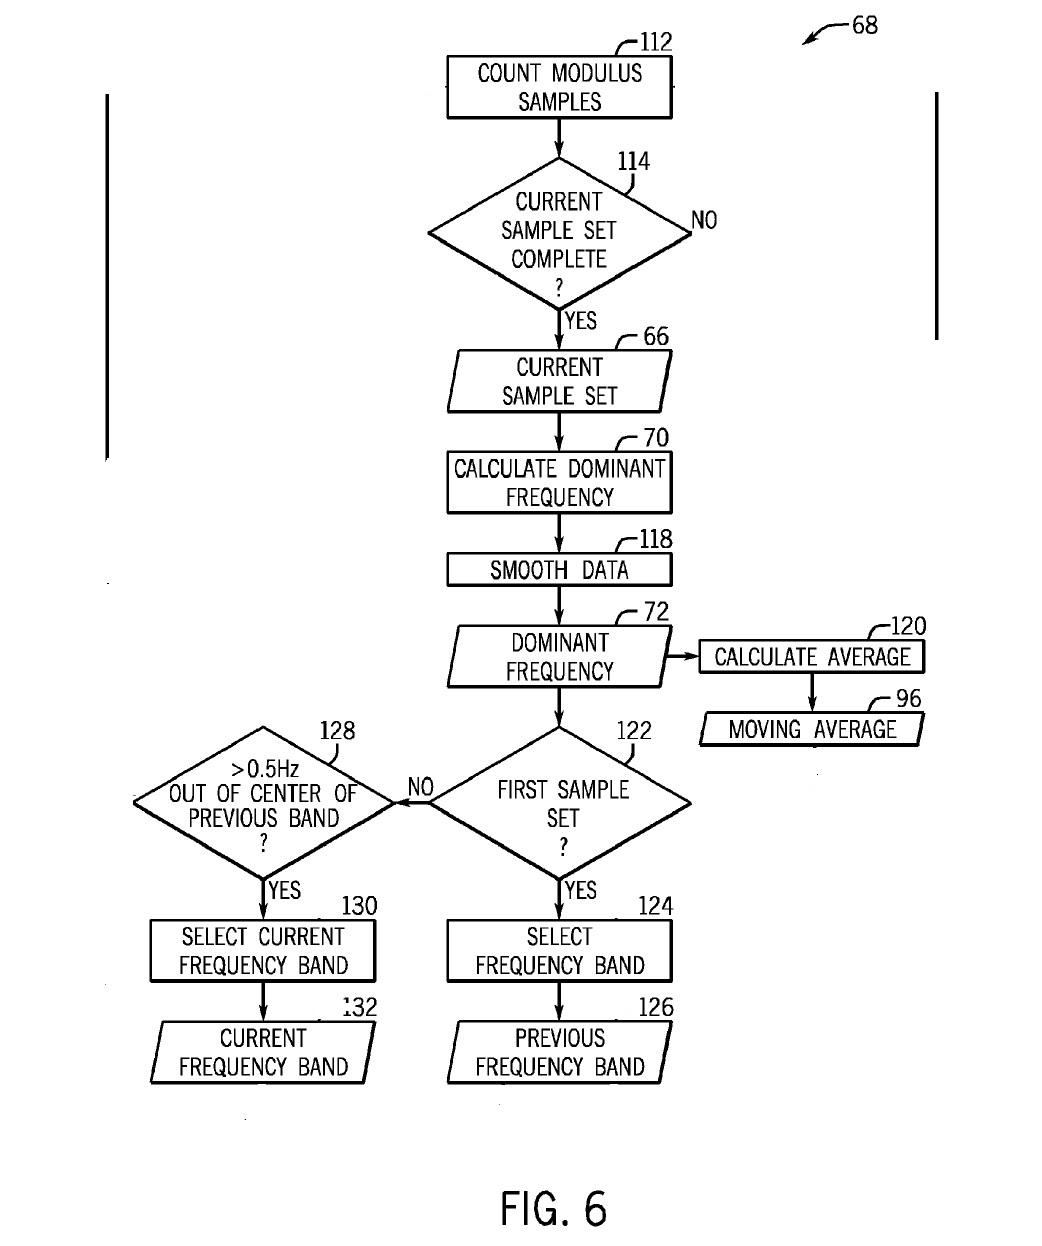 68
112
COUNT MODULUS
SAMPLES
114
CURRENT
SAMPLE SET
COMPLETE
?
NO
YES
66
CURRENT
SAMPLE SET
70
CALCULATE DOMINANT
FREQUENCY
118
SMOOTH DATA
72
DOMINANT
FREQUENCY
120
CALCULATE AVERAGE
96
MOVING AVERAGE
122
FIRST SAMPLE
SET
?
NO
YES
128
>0.5Hz
OUT OF CENTER OF
PREVIOUS BAND
?
YES
130
SELECT CURRENT
FREQUENCY BAND
132
CURRENT
FREQUENCY BAND
124
SELECT
FREQUENCY BAND
126
PREVIOUS
FREQUENCY BAND
FIG. 6